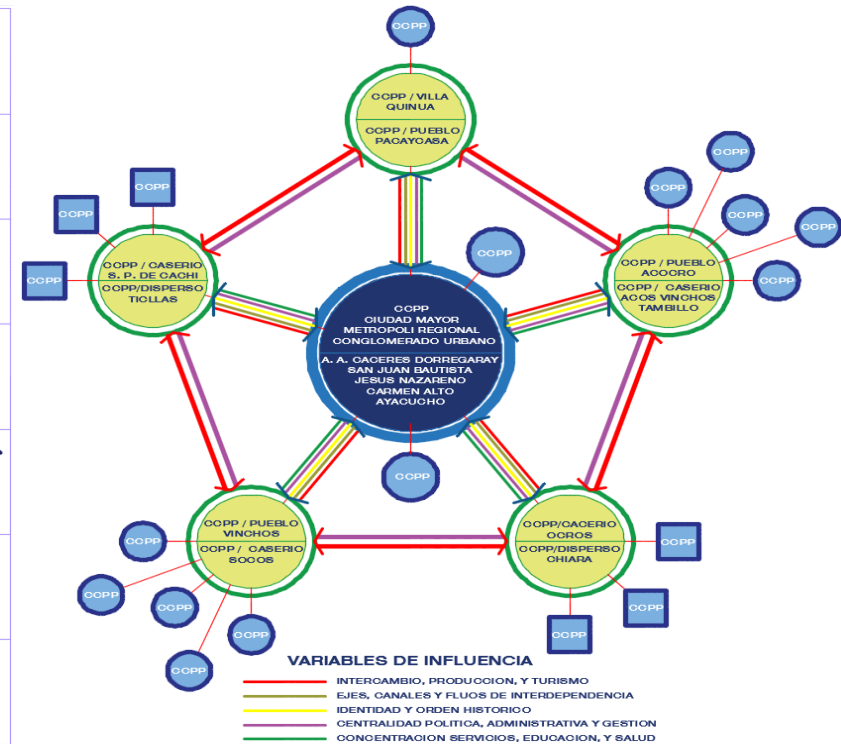 CCPP
CCPP / VILLA
QUINUA
CCPP / PUEBLO
PACAYCASA
CCPP
CCPP
CCPP
CCPP
CCPP
CCPP
CCPP
CCPP
CCPP / CASERIO
S. P. DE CACHI
CCPP/DISPERSO
TICLLAS
CCPP / PUEBLO
ACOCRO
CCPP / CASERIO
ACOS VINCHOS
TAMBILLO
CCPP
CCPP
CIUDAD MAYOR
METROPOLI REGIONAL
CONGLOMERADO URBANO
A. A. CACERES DORREGARAY
SAN JUAN BAUTISTA
JESUS NAZARENO
CARMEN ALTO
AYACUCHO
CCPP
CCPP / PUEBLO
VINCHOS
CCPP / CASERIO
SOCOS
CCPP/CACERIO
OCROS
CCPP/DISPERSO
CHIARA
CCPP
CCPP
CCPP
CCPP
CCPP
CCPP
CCPP
CCPP
VARIABLES DE INFLUENCIA
INTERCAMBIO, PRODUCCION, Y TURISMO
EJES, CANALES Y FLUOS DE INTERDEPENDENCIA
IDENTIDAD Y ORDEN HISTORICO
CENTRALIDAD POLITICA, ADMINISTRATIVA Y GESTION
CONCENTRACION SERVICIOS, EDUCACION, Y SALUD